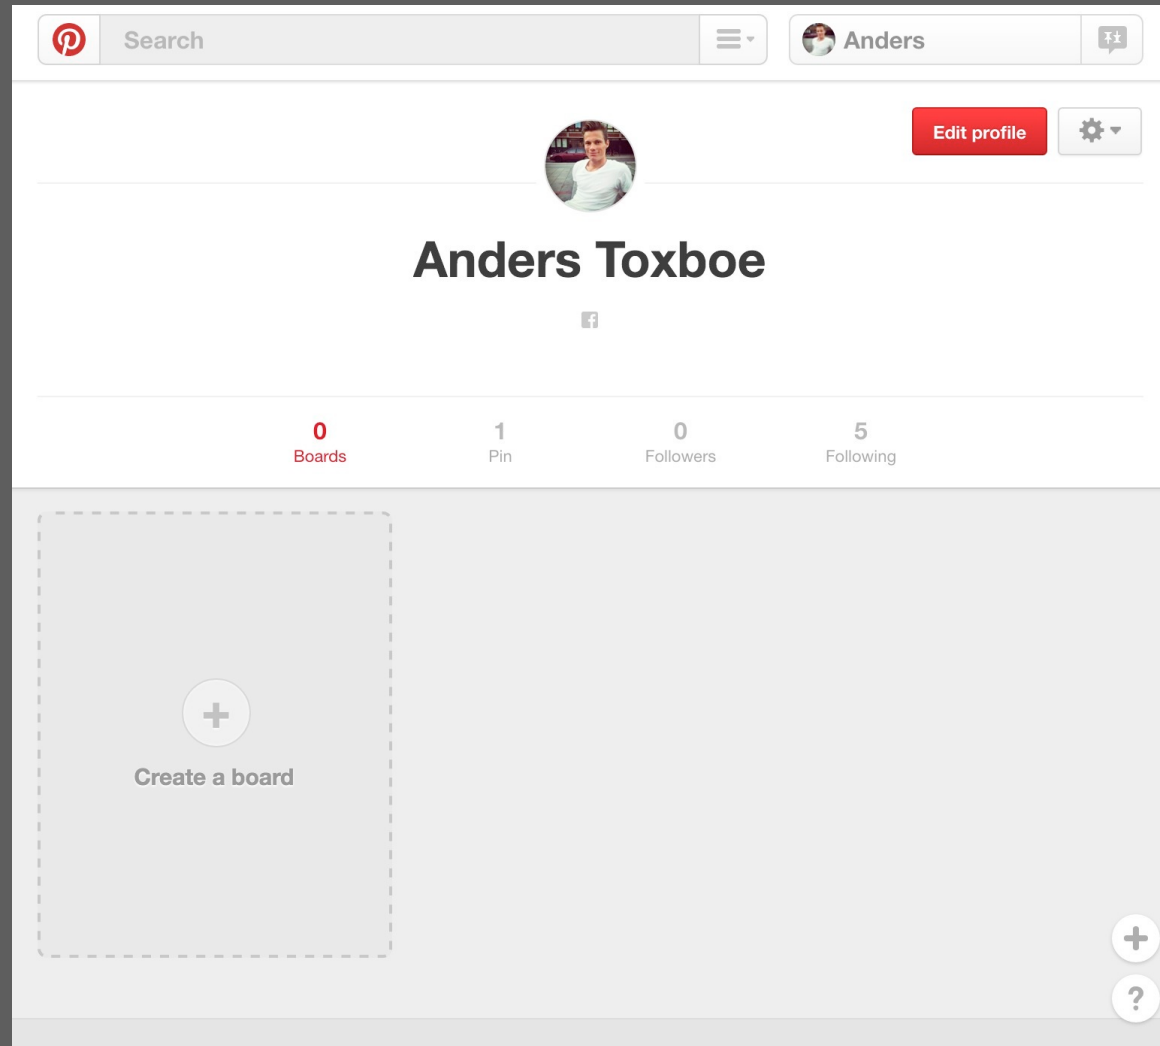 Search
Anders
Edit profile
Anders Toxboe
0 1 0 5
Boards Pin Followers Following
Create a board
?